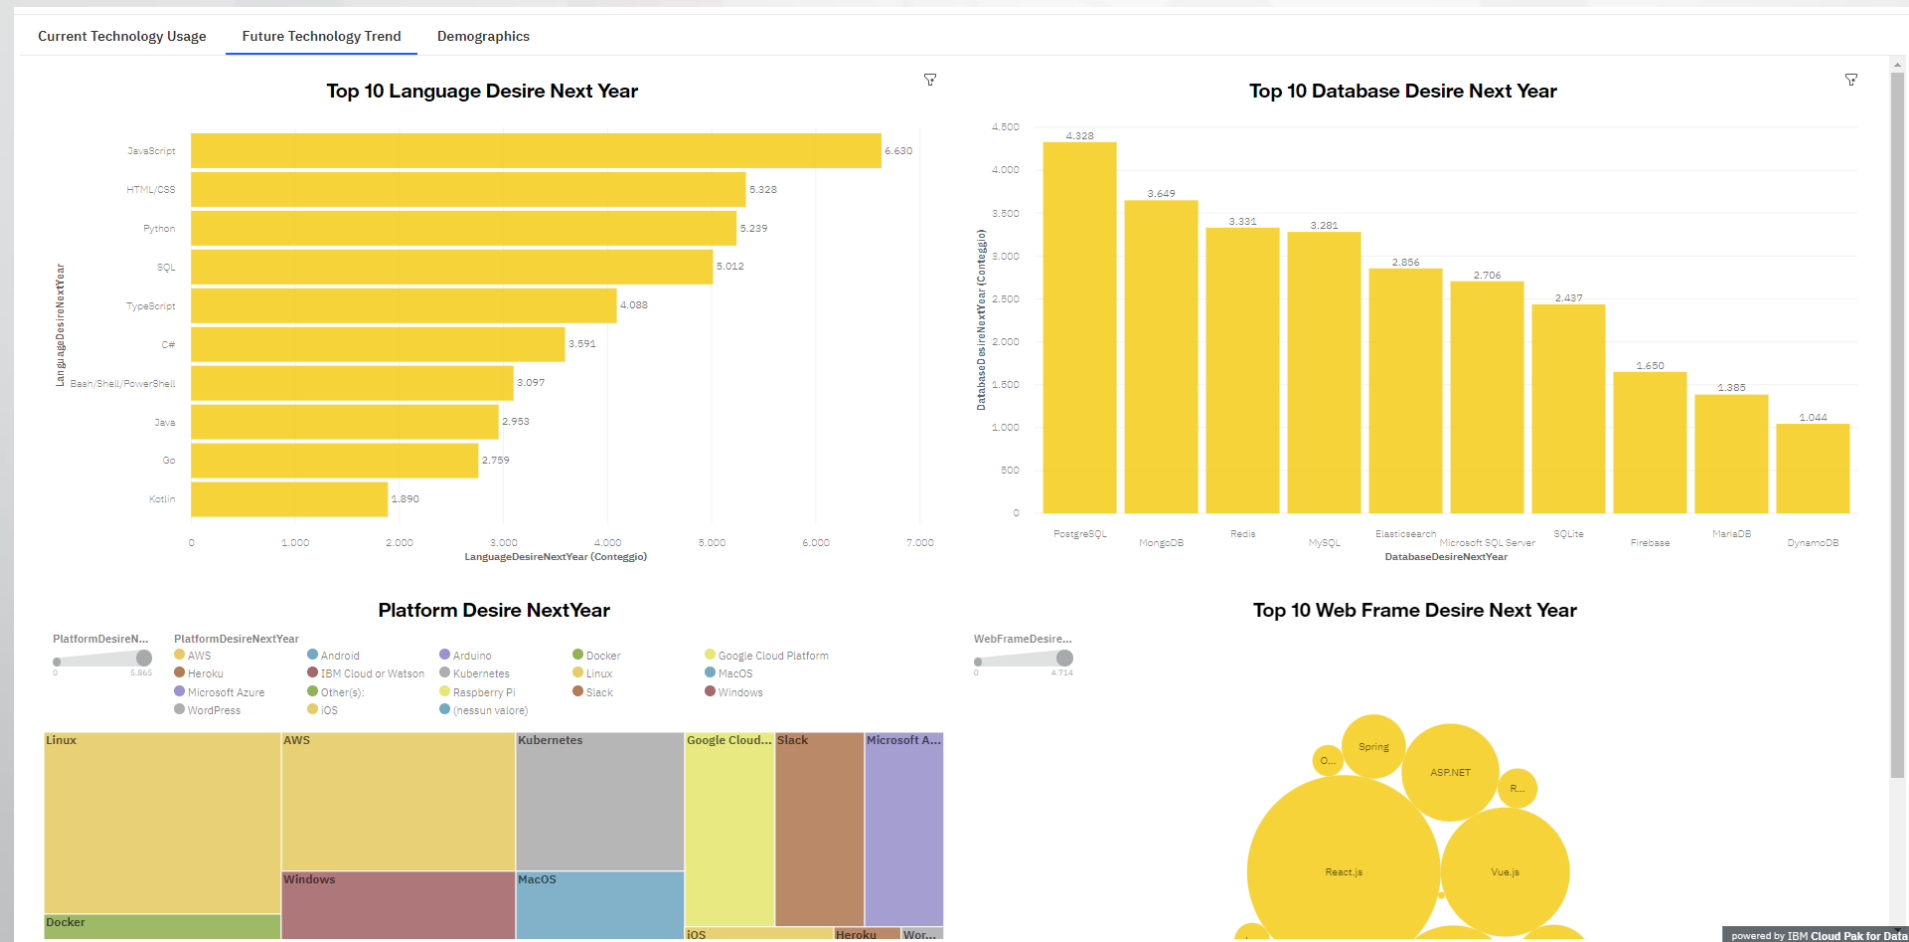 Current Technology Usage
Future Technology Trend
Demographics
Top 10 Language Desire Next Year
LanguageDesireNextYear
JavaScript
6.630
HTML/CSS
5.328
Python
5.239
SQL
5.012
TypeScript
4.088
C#
3.591
Bash/Shell/PowerShell
3.097
Java
2.953
Go
2.759
Kotlin
1.890
0 1.000 2.000 3.000 4.000 5.000 6.000 7.000
LanguageDesireNextYear (Conteggio)
Top 10 Database Desire Next Year
DatabaseDesireNextYear (Conteggio)
4.500
4.000
3.500
3.000
2.500
2.000
1.500
1.000
500
0
4.328
3.649
3.331
3.281
2.856
2.706
2.437
1.650
1.385
1.044
PostgreSQL
MongoDB
Redis
MySQL
Elasticsearch
Microsoft SQL Server
SQLite
Firebase
MariaDB
DynamoDB
DatabaseDesireNextYear
Platform Desire NextYear
PlatformDesireN...
0 5.865
PlatformDesireNextYear
AWS
Android
Arduino
Docker
Google Cloud Platform
Heroku
IBM Cloud or Watson
Kubernetes
Linux
MacOS
Microsoft Azure
Other(s):
Raspberry Pi
Slack
Windows
WordPress
iOS
(nessun valore)
Linux
AWS
Kubernetes
Google Cloud...
Slack
Microsoft A...
Windows
MacOS
Docker
iOS
Heroku
Wor...
Top 10 Web Frame Desire Next Year
WebFrameDesire...
0 4.714
Spring
O...
ASP.NET
R...
React.js
Vue.js
powered by IBM Cloud Pak for Data